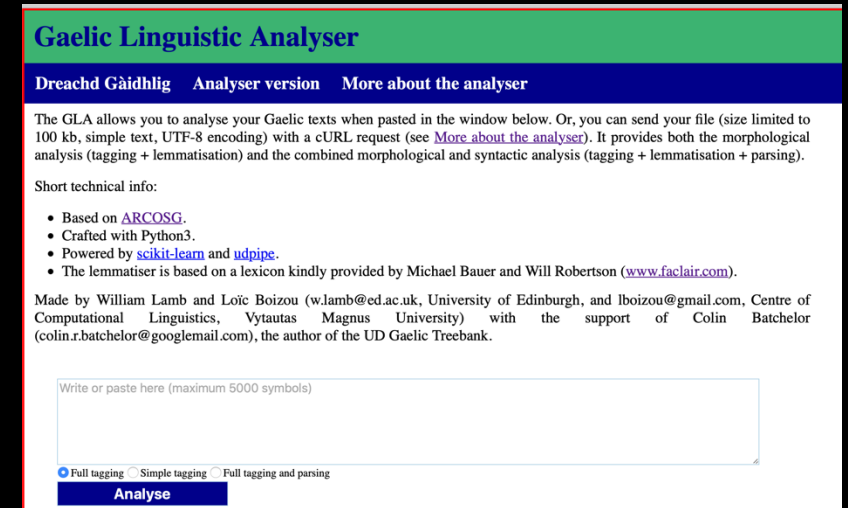 Gaelic Linguistic Analyser
Dreachd Gàidhlig Analyser version More about the analyser
The GLA allows you to analyse your Gaelic texts when pasted in the window below. Or, you can send your file (size limited to
100 kb, simple text, UTF-8 encoding) with a cURL request (see More about the analyser). It provides both the morphological
analysis (tagging + lemmatisation) and the combined morphological and syntactic analysis (tagging + lemmatisation + parsing).
Short technical info:
• Based on ARCOSG.
• Crafted with Python3.
• Powered by scikit-learn and udpipe.
• The lemmatiser is based on a lexicon kindly provided by Michael Bauer and Will Robertson (www.faclair.com).
Made by William Lamb and Loïc Boizou (w.lamb@ed.ac.uk, University of Edinburgh, and lboizou@gmail.com, Centre of
Computational Linguistics, Vytautas Magnus University) with the support of Colin Batchelor
(colin.r.batchelor@googlemail.com), the author of the UD Gaelic Treebank.
Write or paste here (maximum 5000 symbols)
Full tagging Simple tagging Full tagging and parsing
Analyse